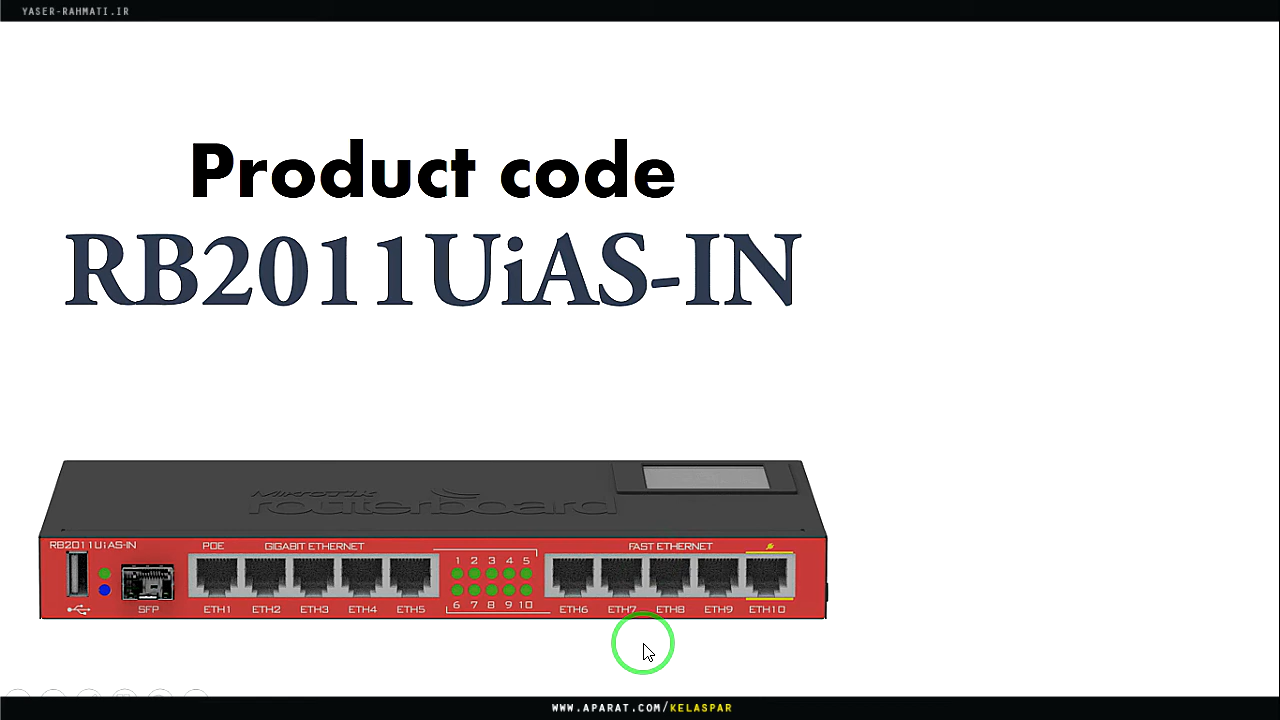 YASER-RAHMATI.IR
Product code
RB2011UiAS-IN
MikroTik
routerboard
RB2011UiAS-IN
POE GIGABIT ETHERNET
FAST ETHERNET
1 2 3 4 5
6 7 8 9 10
SFP ETH1 ETH2 ETH3 ETH4 ETH5
ETH6 ETH7 ETH8 ETH9 ETH10
WWW.APARAT.COM/KELASPAR